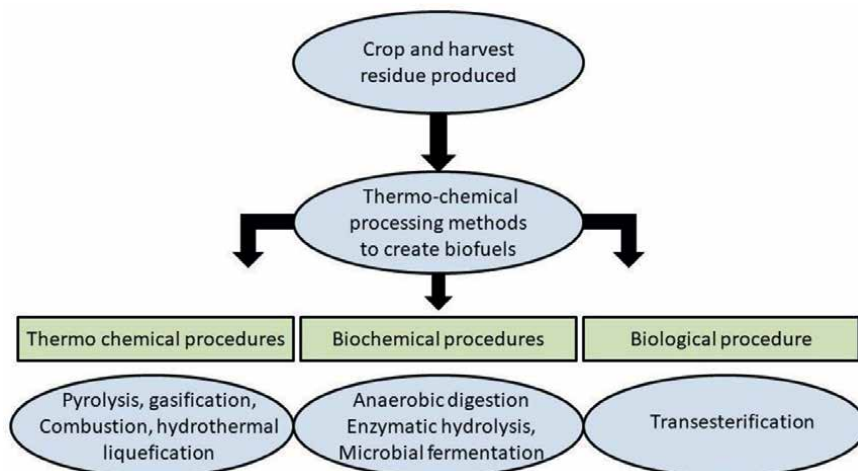 Crop and harvest
residue produced
Thermo-chemical
processing methods
to create biofuels
Thermo chemical procedures
Biochemical procedures
Biological procedure
Pyrolysis, gasification,
Combustion, hydrothermal
liquefication
Anaerobic digestion
Enzymatic hydrolysis,
Microbial fermentation
Transesterification